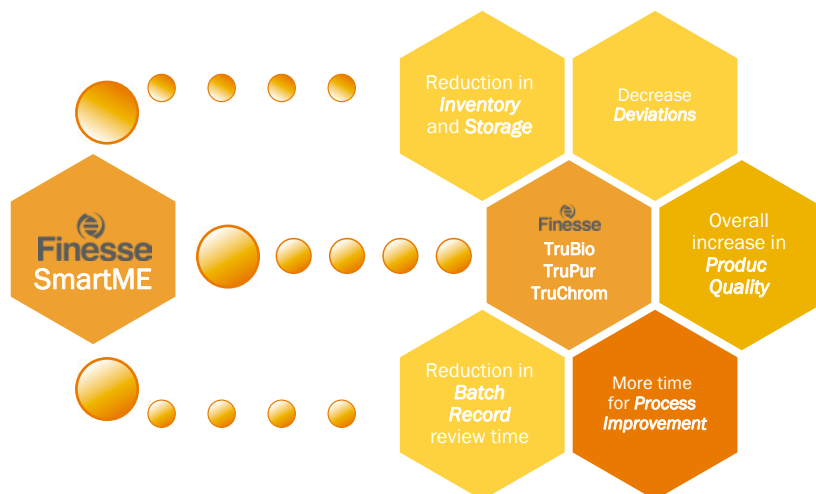 Finesse
SmartME
Reduction in
Inventory
and Storage
Decrease
Deviations
Finesse
TruBio
TruPur
TruChrom
Overall
increase in
Produc
Quality
Reduction in
Batch
Record
review time
More time
for Process
Improvement